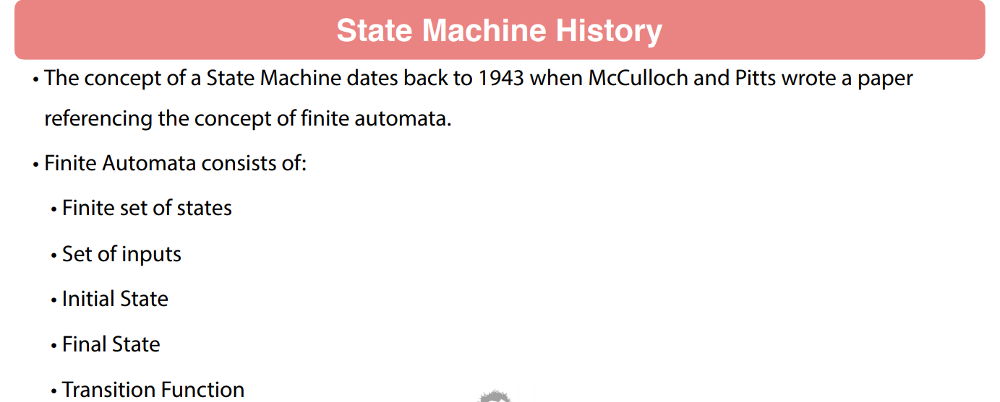 State Machine History
• The concept of a State Machine dates back to 1943 when McCulloch and Pitts wrote a paper
referencing the concept of finite automata.
• Finite Automata consists of:
• Finite set of states
• Set of inputs
• Initial State
• Final State
• Transition Function